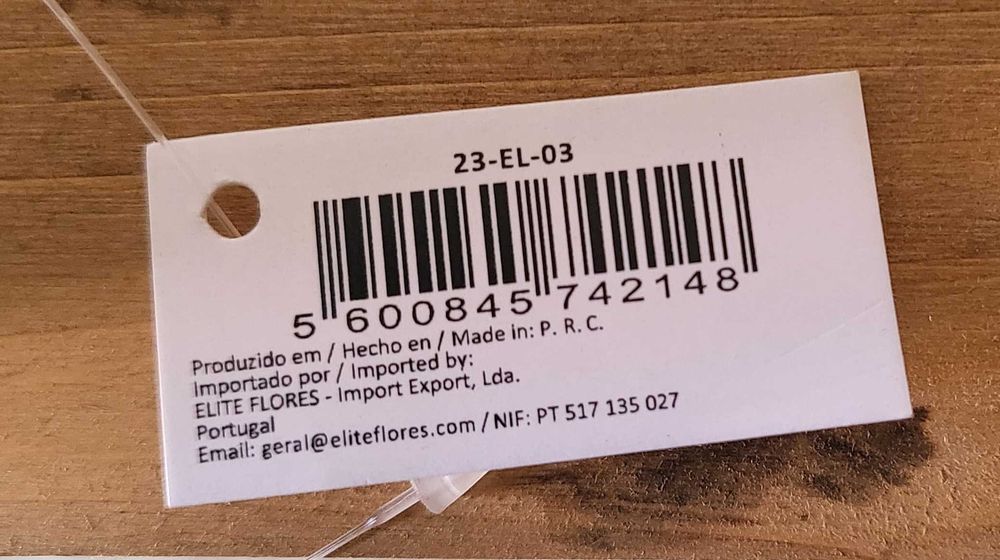 23-EL-03
5 600845 742148
Produzido em / Hecho en / Made in: P. R. C.
Importado por / Imported by:
ELITE FLORES - Import Export, Lda.
Portugal
Email: geral@eliteflores.com / NIF: PT 517 135 027